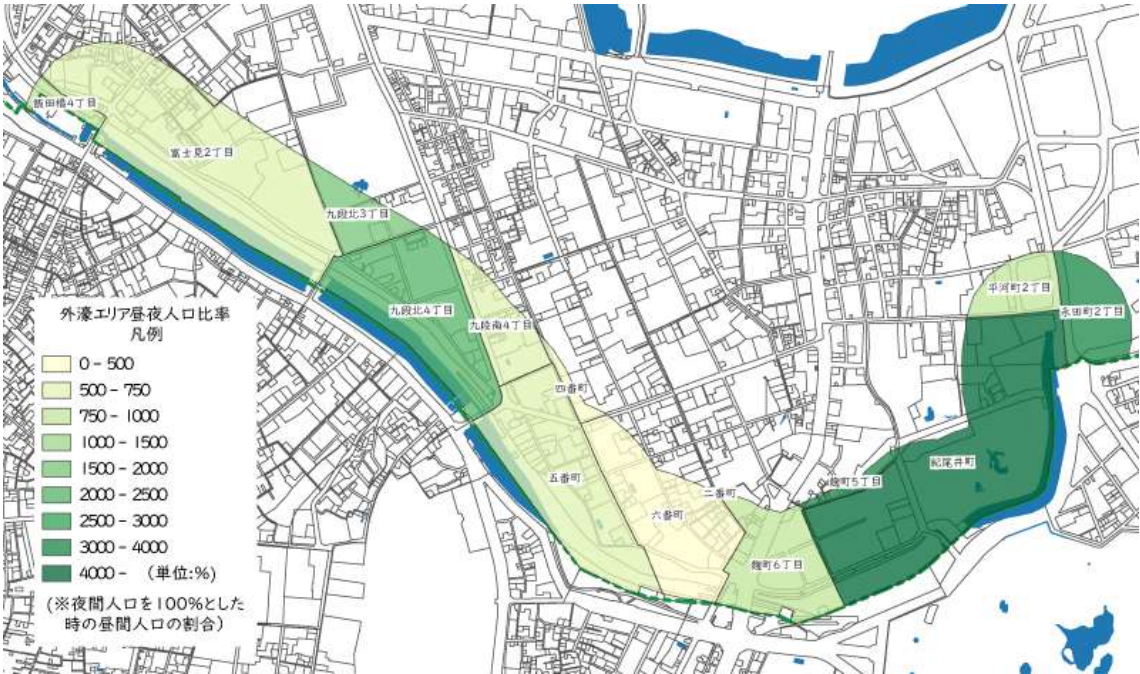 飯田橋4丁目
富士見2丁目
九段北3丁目
九段北4丁目
九段南4丁目
四番町
五番町
六番町
二番町
麹町6丁目
麹町5丁目
紀尾井町
平河町2丁目
永田町2丁目
外濠エリア昼夜人口比率
凡例
0-500
500-750
750-1000
1000-1500
1500-2000
2000-2500
2500-3000
3000-4000
4000- (単位:%)
(※夜間人口を100%とした
時の昼間人口の割合)